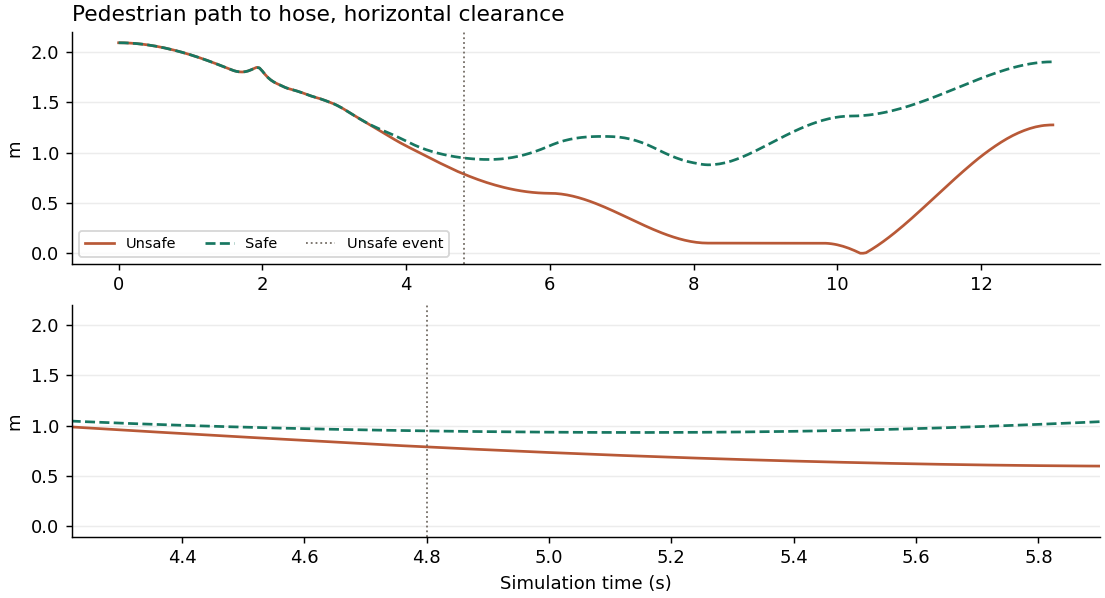 Pedestrian path to hose, horizontal clearance
2.0
1.5
1.0
0.5
0.0
m
Unsafe Safe Unsafe event
0 2 4 6 8 10 12
2.0
1.5
1.0
0.5
0.0
m
4.4 4.6 4.8 5.0 5.2 5.4 5.6 5.8
Simulation time (s)